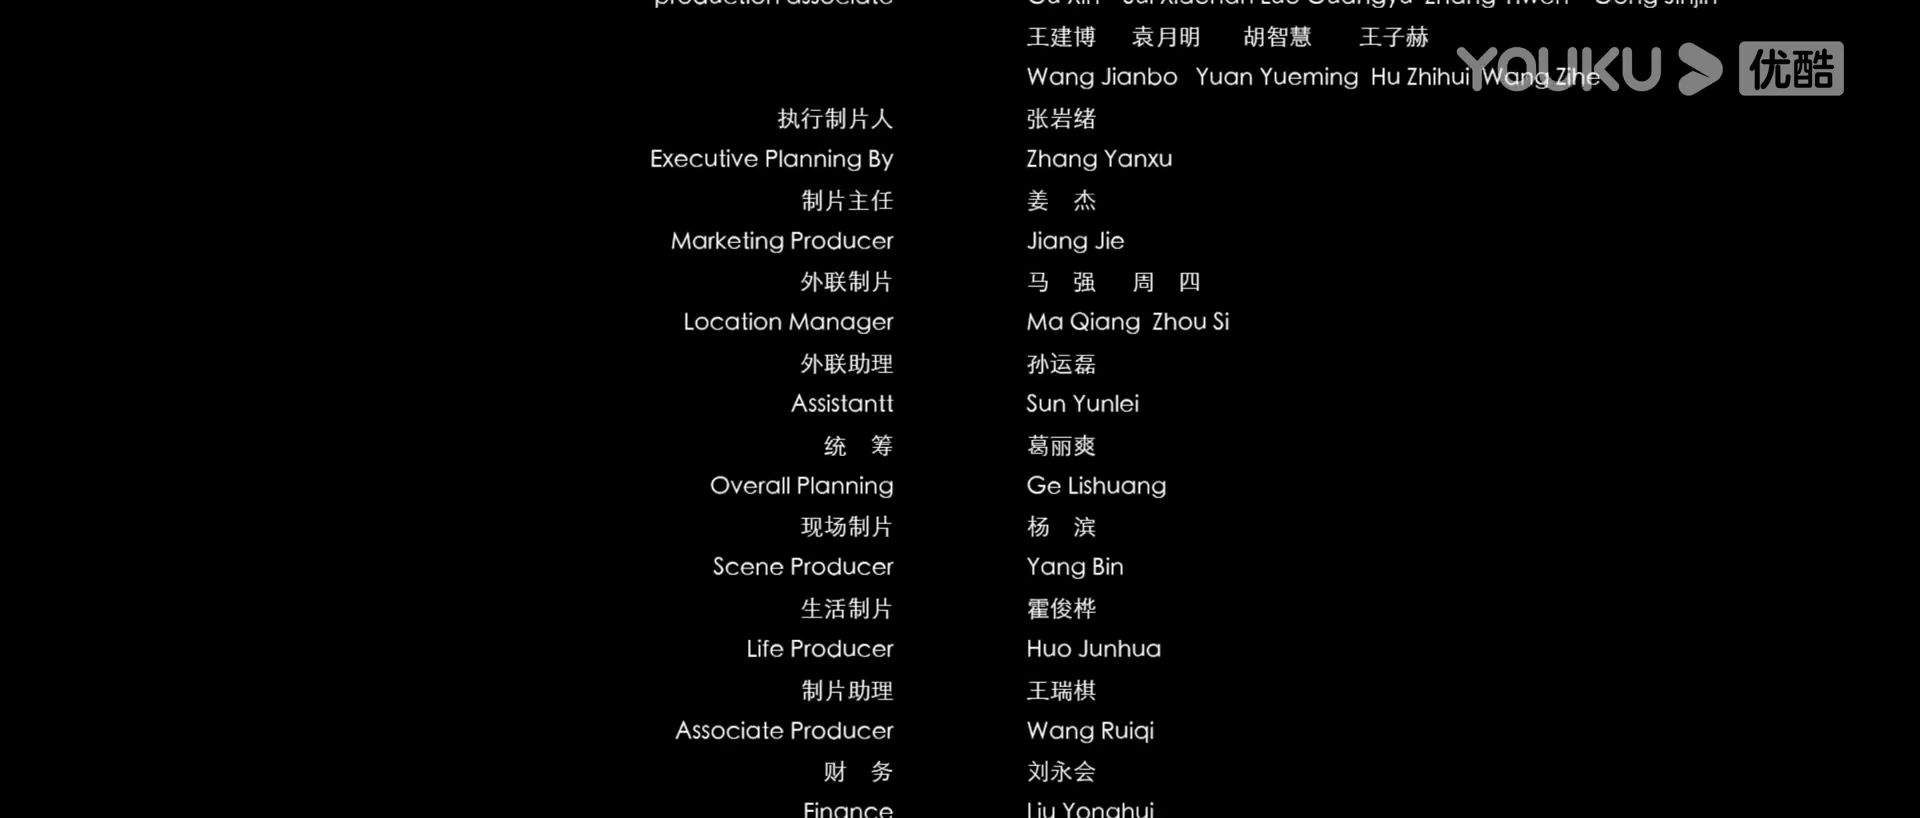 production associate Gu Xin Zhang Yiwen
王建博 袁月明 胡智慧 王子赫
YOUKU 优酷
Wang Jianbo Yuan Yueming Hu Zhihui Wang Zihe
执行制片人 张岩绪
Executive Planning By Zhang Yanxu
制片主任 姜 杰
Marketing Producer Jiang Jie
外联制片 马 强 周 四
Location Manager Ma Qiang Zhou Si
外联助理 孙运磊
Assistantt Sun Yunlei
统 筹 葛丽爽
Overall Planning Ge Lishuang
现场制片 杨 滨
Scene Producer Yang Bin
生活制片 霍俊桦
Life Producer Huo Junhua
制片助理 王瑞棋
Associate Producer Wang Ruiqi
财 务 刘永会
Finance Liu Yonghui